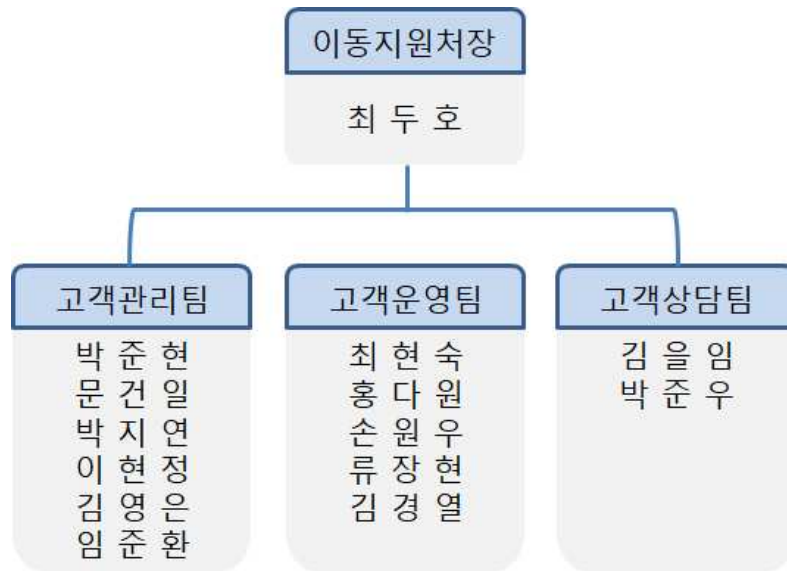 이동지원처장
최 두 호
고객관리팀
박 준 현
문 건 일
박 지 연
이 현 정
김 영 은
임 준 환
고객운영팀
최 현 숙
홍 다 원
손 원 우
류 장 현
김 경 열
고객상담팀
김 을 임
박 준 우